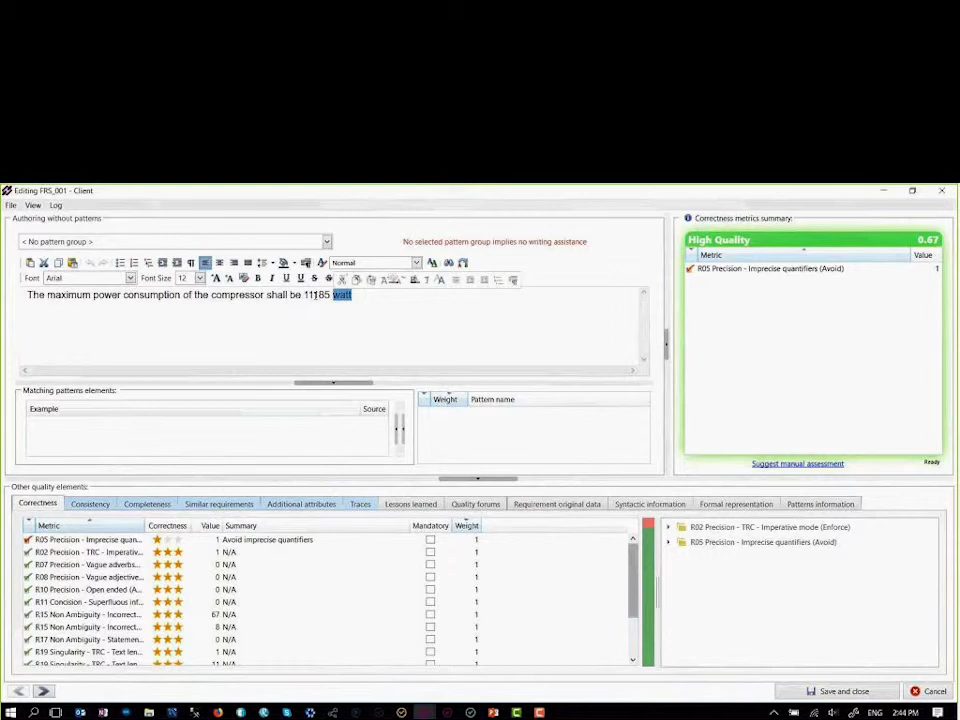 Editing FRS_001 - Client
File View Log
Authoring without patterns
< No pattern group >
No selected pattern group implies no writing assistance
Normal
Font Arial Font Size 12
The maximum power consumption of the compressor shall be 11185 watt
Matching patterns elements:
Example Source
Weight Pattern name
Correctness metrics summary:
High Quality 0.67
Metric Value
R05 Precision - Imprecise quantifiers (Avoid) 1
Suggest manual assessment Ready
Other quality elements:
Correctness Consistency Completeness Similar requirements Additional attributes Traces Lessons learned Quality forums Requirement original data Syntactic information Formal representation Patterns information
Metric Correctness Value Summary Mandatory Weight
R05 Precision - Imprecise quan... 1 Avoid imprecise quantifiers 1
R02 Precision - TRC - Imperativ... 1 N/A 1
R07 Precision - Vague adverbs... 0 N/A 1
R08 Precision - Vague adjective... 0 N/A 1
R10 Precision - Open ended (A... 0 N/A 1
R11 Concision - Superfluous inf... 0 N/A 1
R15 Non Ambiguity - Incorrect... 67 N/A 1
R15 Non Ambiguity - Incorrect... 8 N/A 1
R17 Non Ambiguity - Statemen... 0 N/A 1
R19 Singularity - TRC - Text len... 1 N/A 1
R19 Singularity - TRC - Text len... 11 N/A 1
R02 Precision - TRC - Imperative mode (Enforce)
R05 Precision - Imprecise quantifiers (Avoid)
Save and close Cancel
ENG 2:44 PM